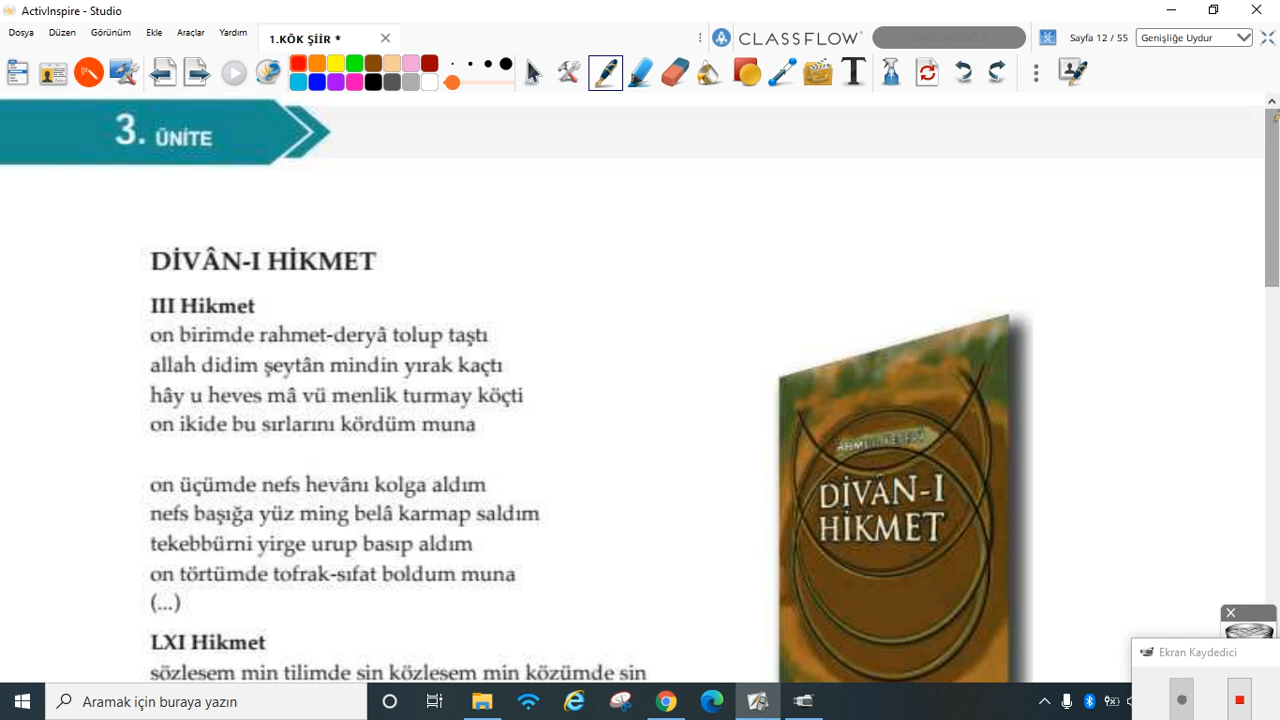 ActivInspire - Studio
Dosya Düzen Görünüm Ekle Araçlar Yardım
1.KÖK ŞİİR *
CLASSFLOW
Sayfa 12 / 55
Genişliğe Uydur
3. ÜNİTE
DİVÂN-I HİKMET
III Hikmet
on birimde rahmet-deryâ tolup taştı
allah didim şeytân mindin yırak kaçtı
hây u heves mâ vü menlik turmay köçti
on ikide bu sırlarını kördüm muna
on üçümde nefs hevânı kolga aldım
nefs başığa yüz ming belâ karmap saldım
tekebbürni yirge urup basıp aldım
on törtümde tofrak-sıfat boldum muna
(...)
LXI Hikmet
sözlesem min tilimde sin közlesem min közümde sin
DİVÂN-I
HİKMET
Ekran Kaydedici
Aramak için buraya yazın